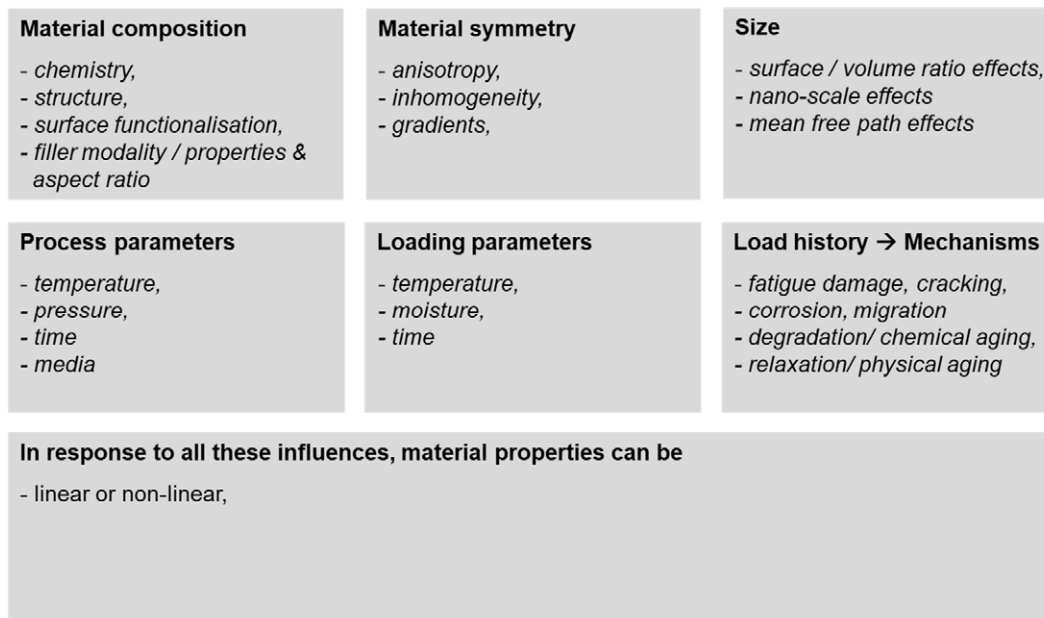 Material composition
- chemistry,
- structure,
- surface functionalisation,
- filler modality / properties &
aspect ratio
Material symmetry
- anisotropy,
- inhomogeneity,
- gradients,
Size
- surface / volume ratio effects,
- nano-scale effects
- mean free path effects
Process parameters
- temperature,
- pressure,
- time
- media
Loading parameters
- temperature,
- moisture,
- time
Load history → Mechanisms
- fatigue damage, cracking,
- corrosion, migration
- degradation/ chemical aging,
- relaxation/ physical aging
In response to all these influences, material properties can be
- linear or non-linear,